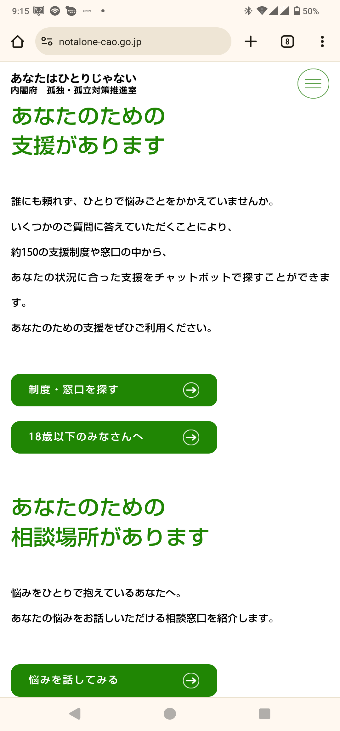 9:15
50%
notalone-cao.go.jp
8
あなたはひとりじゃない
内閣府　孤独・孤立対策推進室
あなたのための
支援があります
誰にも頼れず、ひとりで悩みごとをかかえていませんか。
いくつかのご質問に答えていただくことにより、
約150の支援制度や窓口の中から、
あなたの状況に合った支援をチャットボットで探すことができま
す。
あなたのための支援をぜひご利用ください。
制度・窓口を探す
18歳以下のみなさんへ
あなたのための
相談場所があります
悩みをひとりで抱えているあなたへ。
あなたの悩みをお話しいただける相談窓口を紹介します。
悩みを話してみる